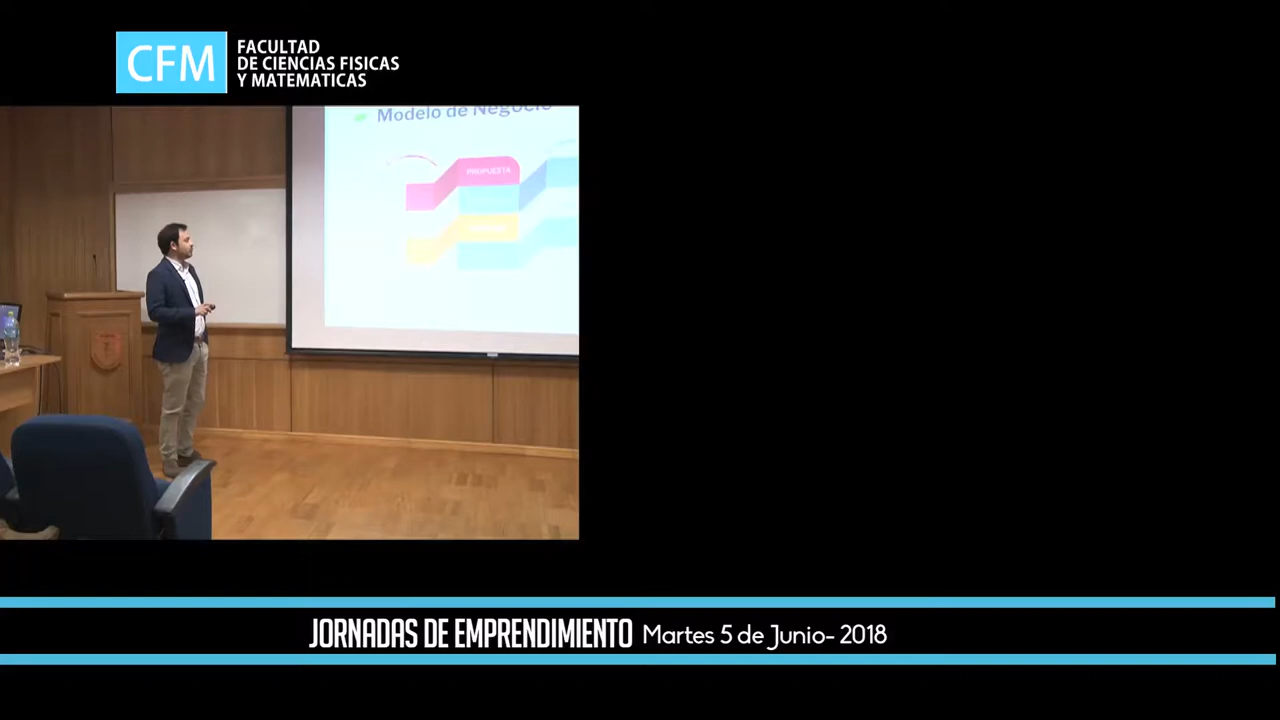 CFM
FACULTAD
DE CIENCIAS FISICAS
Y MATEMATICAS
Modelo de Negocio
PROPUESTA
JORNADAS DE EMPRENDIMIENTO Martes 5 de Junio- 2018